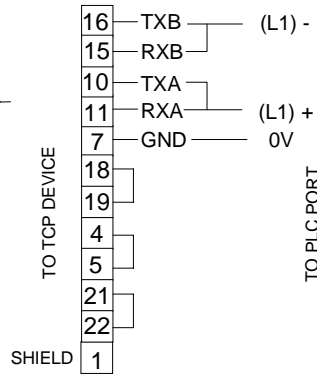 16 TXB (L1) -
15 RXB
10 TXA
11 RXA (L1) +
7 GND 0V
18
19
4
5
21
22
SHIELD 1
TO TCP DEVICE
TO PLC PORT